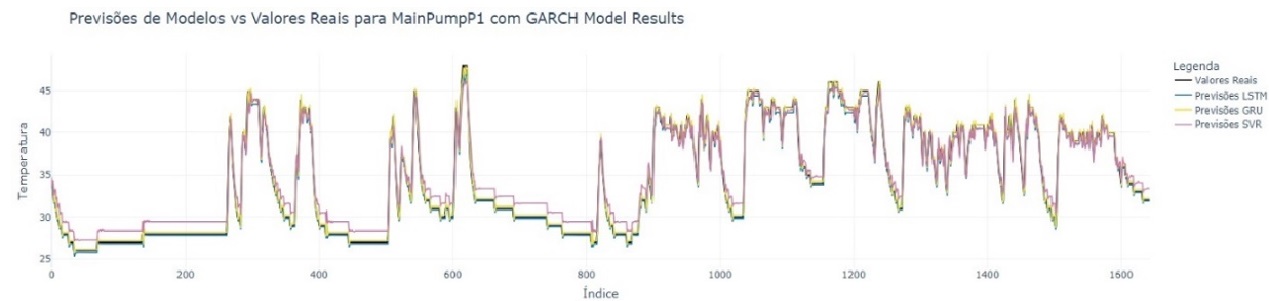 Previsões de Modelos vs Valores Reais para MainPumpP1 com GARCH Model Results
Legenda
Valores Reais
Previsões LSTM
Previsões GRU
Previsões SVR
Temperatura
45
40
35
30
25
0 200 400 600 800 1000 1200 1400 1600
Índice